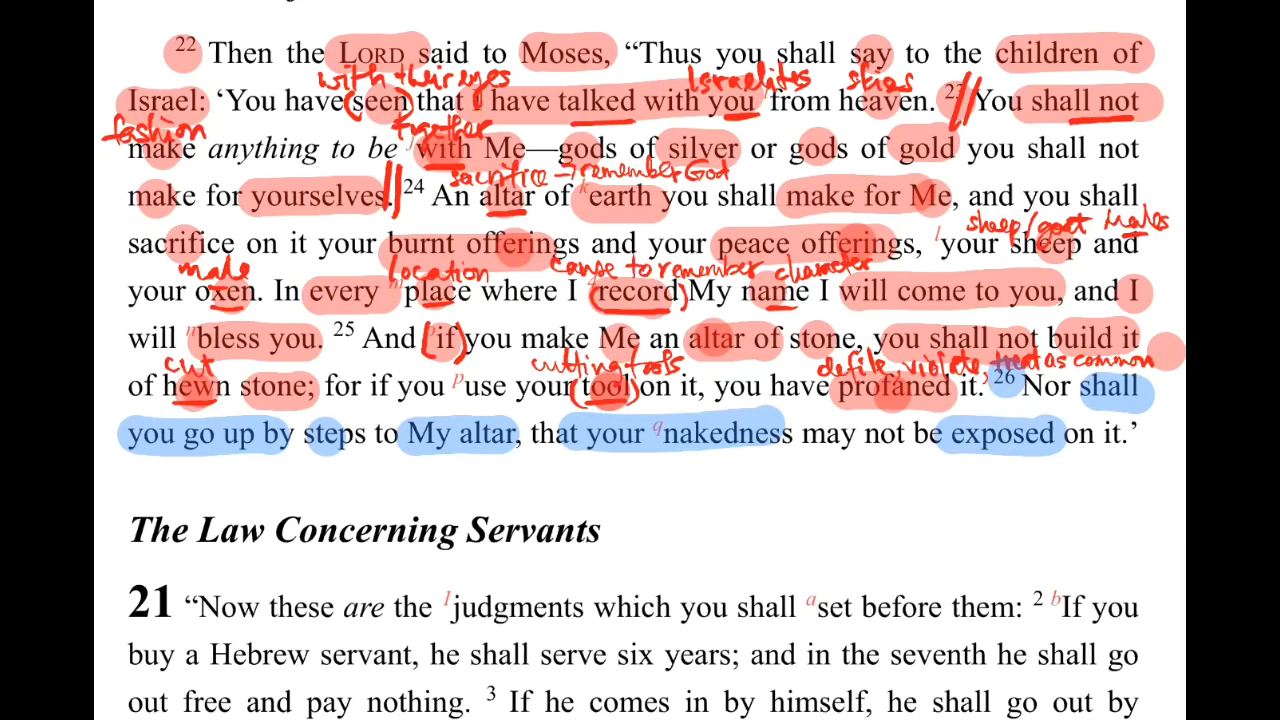 22 Then the LORD said to Moses, “Thus you shall say to the children of
with their eyes Israelites skies
Israel: ‘You have (seen) that I have talked with you from heaven. 23 You shall not
fashion together
make anything to be with Me—gods of silver or gods of gold you shall not
sacrifice → remember God
make for yourselves. 24 An altar of k earth you shall make for Me, and you shall
sheep/goat males
sacrifice on it your burnt offerings and your peace offerings, l your sheep and
male location cause to remember character
your oxen. In every m place where I (record) My name I will come to you, and I
will n bless you. 25 And (if) you make Me an altar of stone, you shall not build it
cut cutting tools defile, violate, treat as common
of hewn stone; for if you p use your (tool) on it, you have profaned it. 26 Nor shall
you go up by steps to My altar, that your q nakedness may not be exposed on it.’
The Law Concerning Servants
21 “Now these are the 1 judgments which you shall a set before them: 2 b If you
buy a Hebrew servant, he shall serve six years; and in the seventh he shall go
out free and pay nothing. 3 If he comes in by himself, he shall go out by